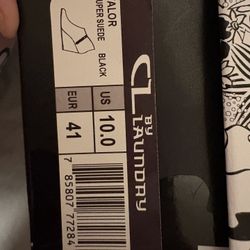 ALOR
UPER SUEDE
BLACK
EUR
US
41
10.0
CL
BY
LAUNDRY
7 85807 77284